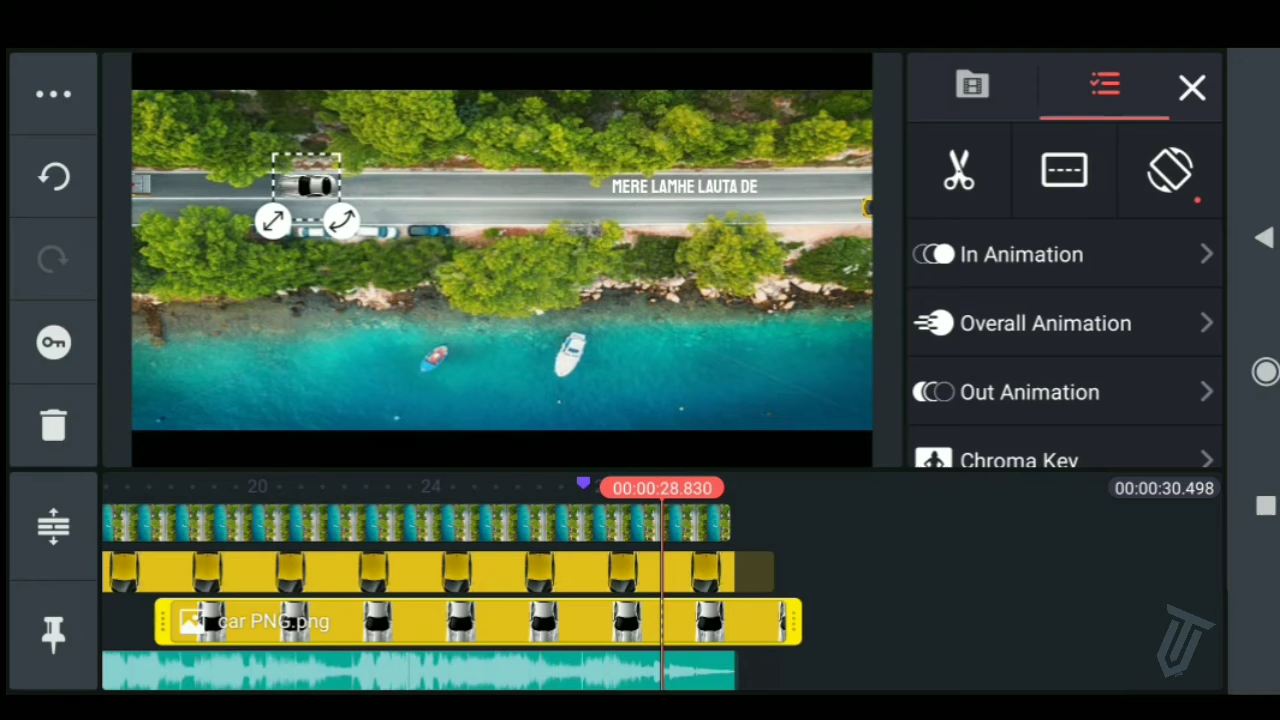 MERE LAMHE LAUTA DE
In Animation
Overall Animation
Out Animation
Chroma Key
20
24
00:00:28.830
00:00:30.498
car PNG.png